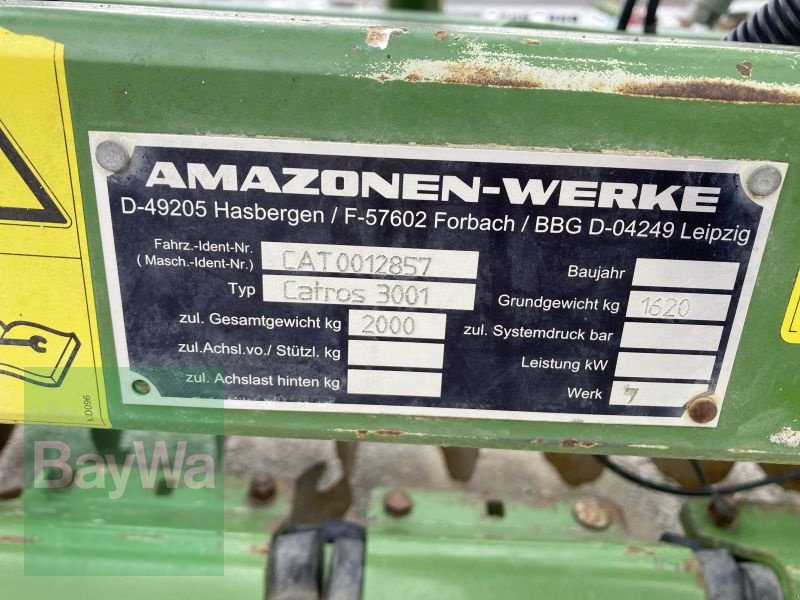 AMAZONEN-WERKE
D-49205 Hasbergen / F-57602 Forbach / BBG D-04249 Leipzig
Fahrz.-Ident-Nr.
( Masch.-Ident-Nr.) CAT0012857
Typ Catros 3001
zul. Gesamtgewicht kg 2000
zul.Achsl.vo./ Stützl. kg
zul. Achslast hinten kg
Baujahr
Grundgewicht kg 1620
zul. Systemdruck bar
Leistung kW
Werk 7
BayWa